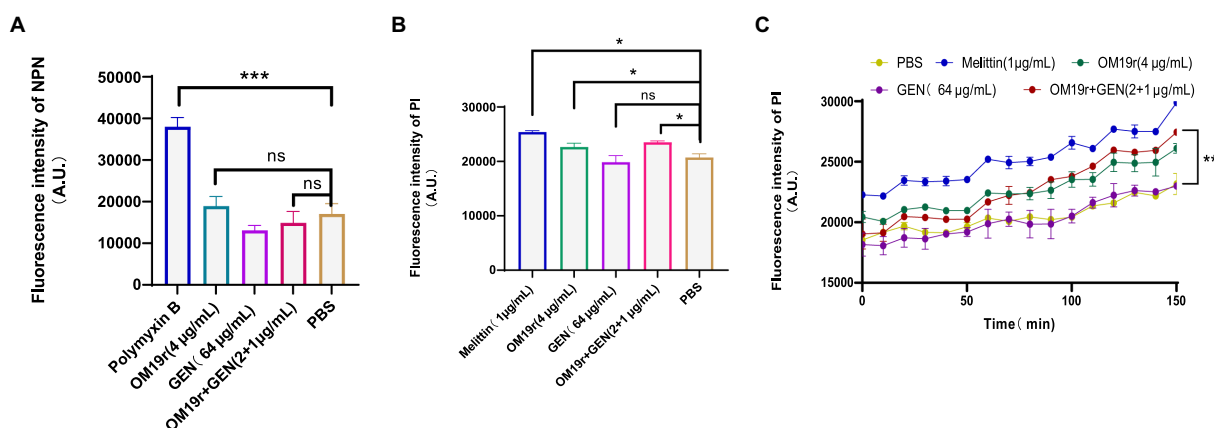 A
Fluorescence intensity of NPN
(A.U.)
50000
40000
30000
20000
10000
0
***
ns
ns
Polymyxin B
OM19r(4 μg/mL)
GEN( 64 μg/mL)
OM19r+GEN(2+1μg/mL)
PBS
B
Fluorescence intensity of PI
(A.U.)
30000
20000
10000
0
*
*
ns
*
Melittin( 1μg/mL)
OM19r(4 μg/mL)
GEN( 64 μg/mL)
OM19r+GEN(2+1 μg/mL)
PBS
C
PBS
Melittin(1μg/mL)
OM19r(4 μg/mL)
GEN( 64 μg/mL)
OM19r+GEN(2+1 μg/mL)
Fluorescence intensity of PI
(A.U.)
30000
25000
20000
15000
0
50
100
150
Time( min)
**